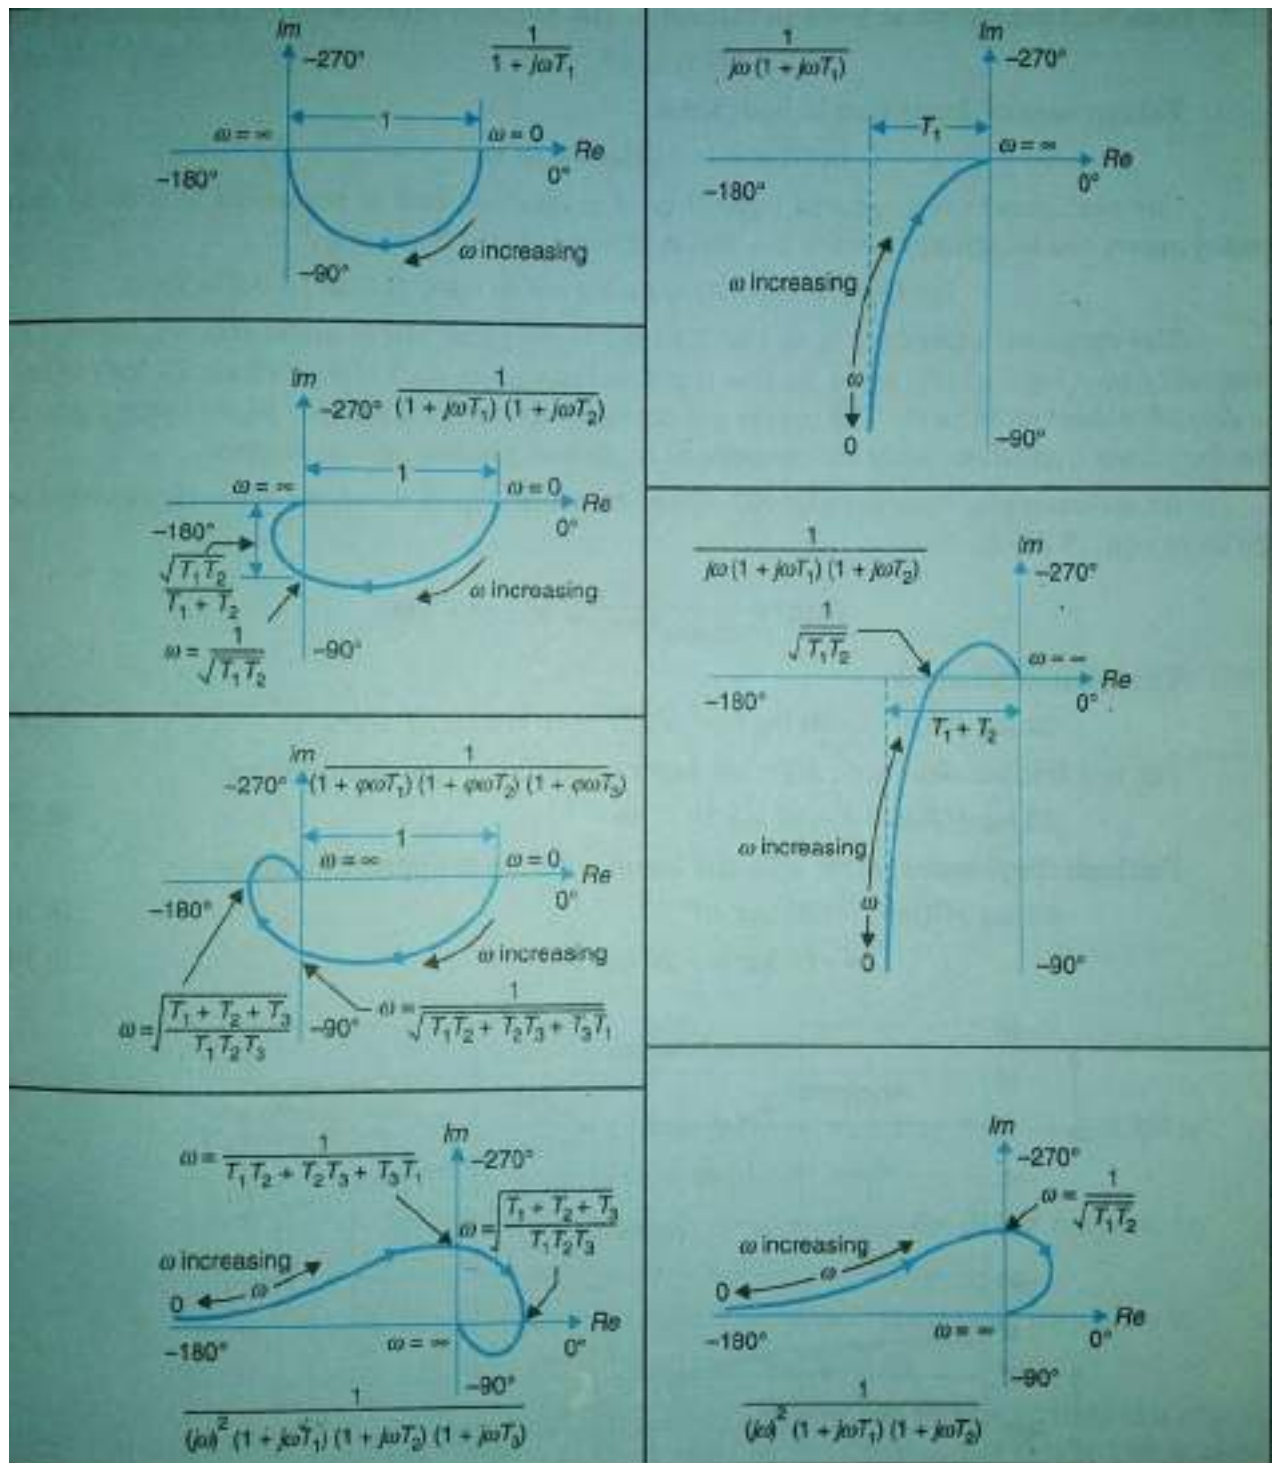 Im
-270°
1
1 + jωT₁
1
ω = ∞
ω = 0
Re
-180°
0°
ω increasing
-90°
Im
-270°
1
(1 + jωT₁) (1 + jωT₂)
1
ω = ∞
ω = 0
Re
-180°
0°
√T₁T₂
T₁ + T₂
ω increasing
ω = 1
√T₁T₂
-90°
Im
-270°
1
(1 + φωT₁) (1 + φωT₂) (1 + φωT₃)
1
ω = ∞
ω = 0
Re
-180°
0°
ω increasing
ω = √T₁ + T₂ + T₃
T₁T₂T₃
-90°
ω = 1
√T₁T₂ + T₂T₃ + T₃T₁
ω = 1
T₁T₂ + T₂T₃ + T₃T₁
Im
-270°
ω = √T₁ + T₂ + T₃
T₁T₂T₃
ω increasing
ω
0
Re
-180°
ω = ∞
0°
-90°
1
(jω)² (1 + jωT₁) (1 + jωT₂) (1 + jωT₃)
1
jω (1 + jωT₁)
Im
-270°
T₁
ω = ∞
Re
-180°
0°
ω increasing
ω
0
-90°
1
jω (1 + jωT₁) (1 + jωT₂)
Im
-270°
1
√T₁T₂
ω = ∞
Re
-180°
0°
T₁ + T₂
ω increasing
ω
0
-90°
Im
-270°
ω = 1
√T₁T₂
ω increasing
ω
0
Re
-180°
ω = ∞
0°
-90°
1
(jω)² (1 + jωT₁) (1 + jωT₂)